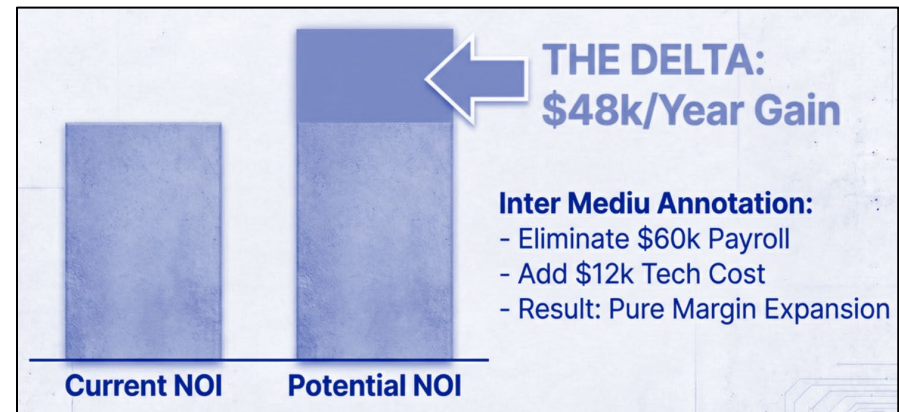 THE DELTA:
$48k/Year Gain
Inter Mediu Annotation:
- Eliminate $60k Payroll
- Add $12k Tech Cost
- Result: Pure Margin Expansion
Current NOI
Potential NOI